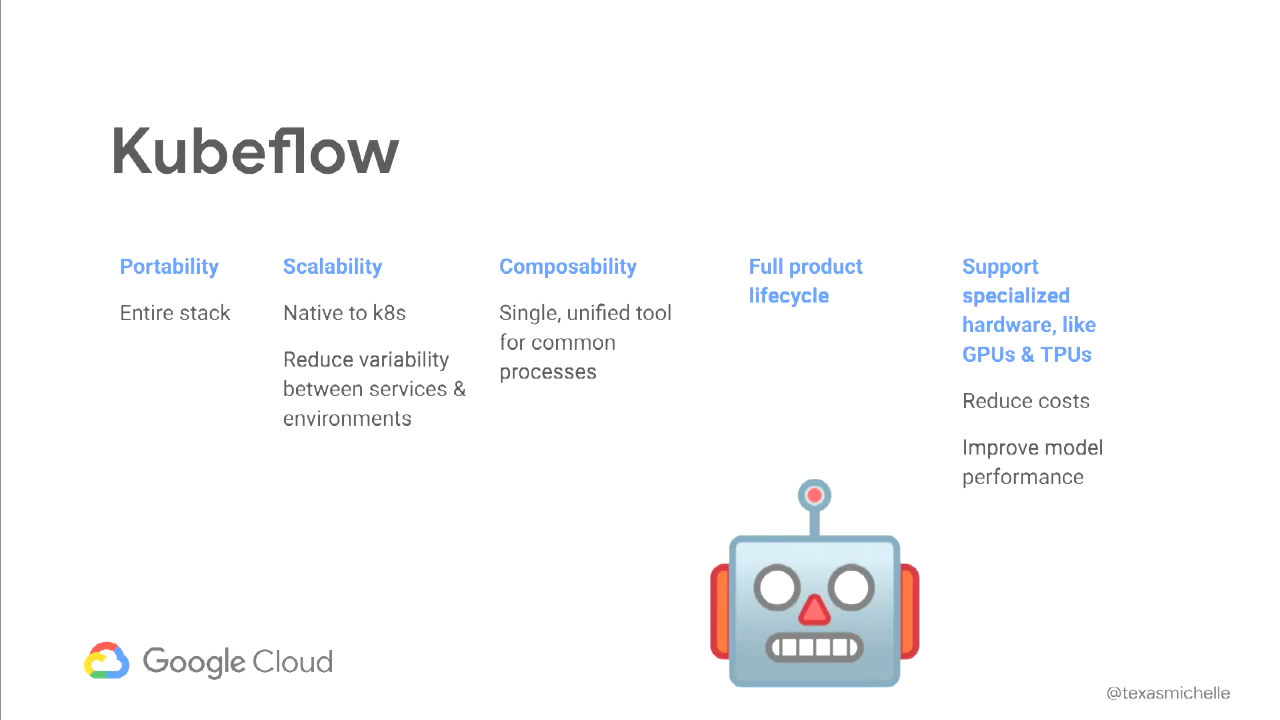 Kubeflow
Portability
Entire stack
Scalability
Native to k8s
Reduce variability
between services &
environments
Composability
Single, unified tool
for common
processes
Full product
lifecycle
Support
specialized
hardware, like
GPUs & TPUs
Reduce costs
Improve model
performance
Google Cloud
@texasmichelle